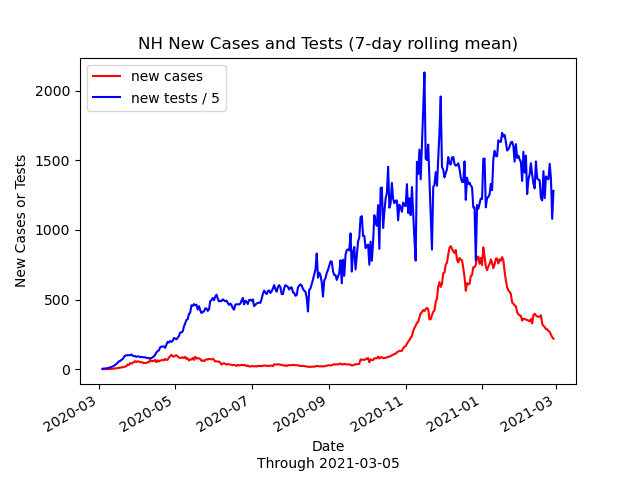 NH New Cases and Tests (7-day rolling mean)
new cases
new tests / 5
2000
1500
1000
500
0
New Cases or Tests
2020-03
2020-05
2020-07
2020-09
2020-11
2021-01
2021-03
Date
Through 2021-03-05